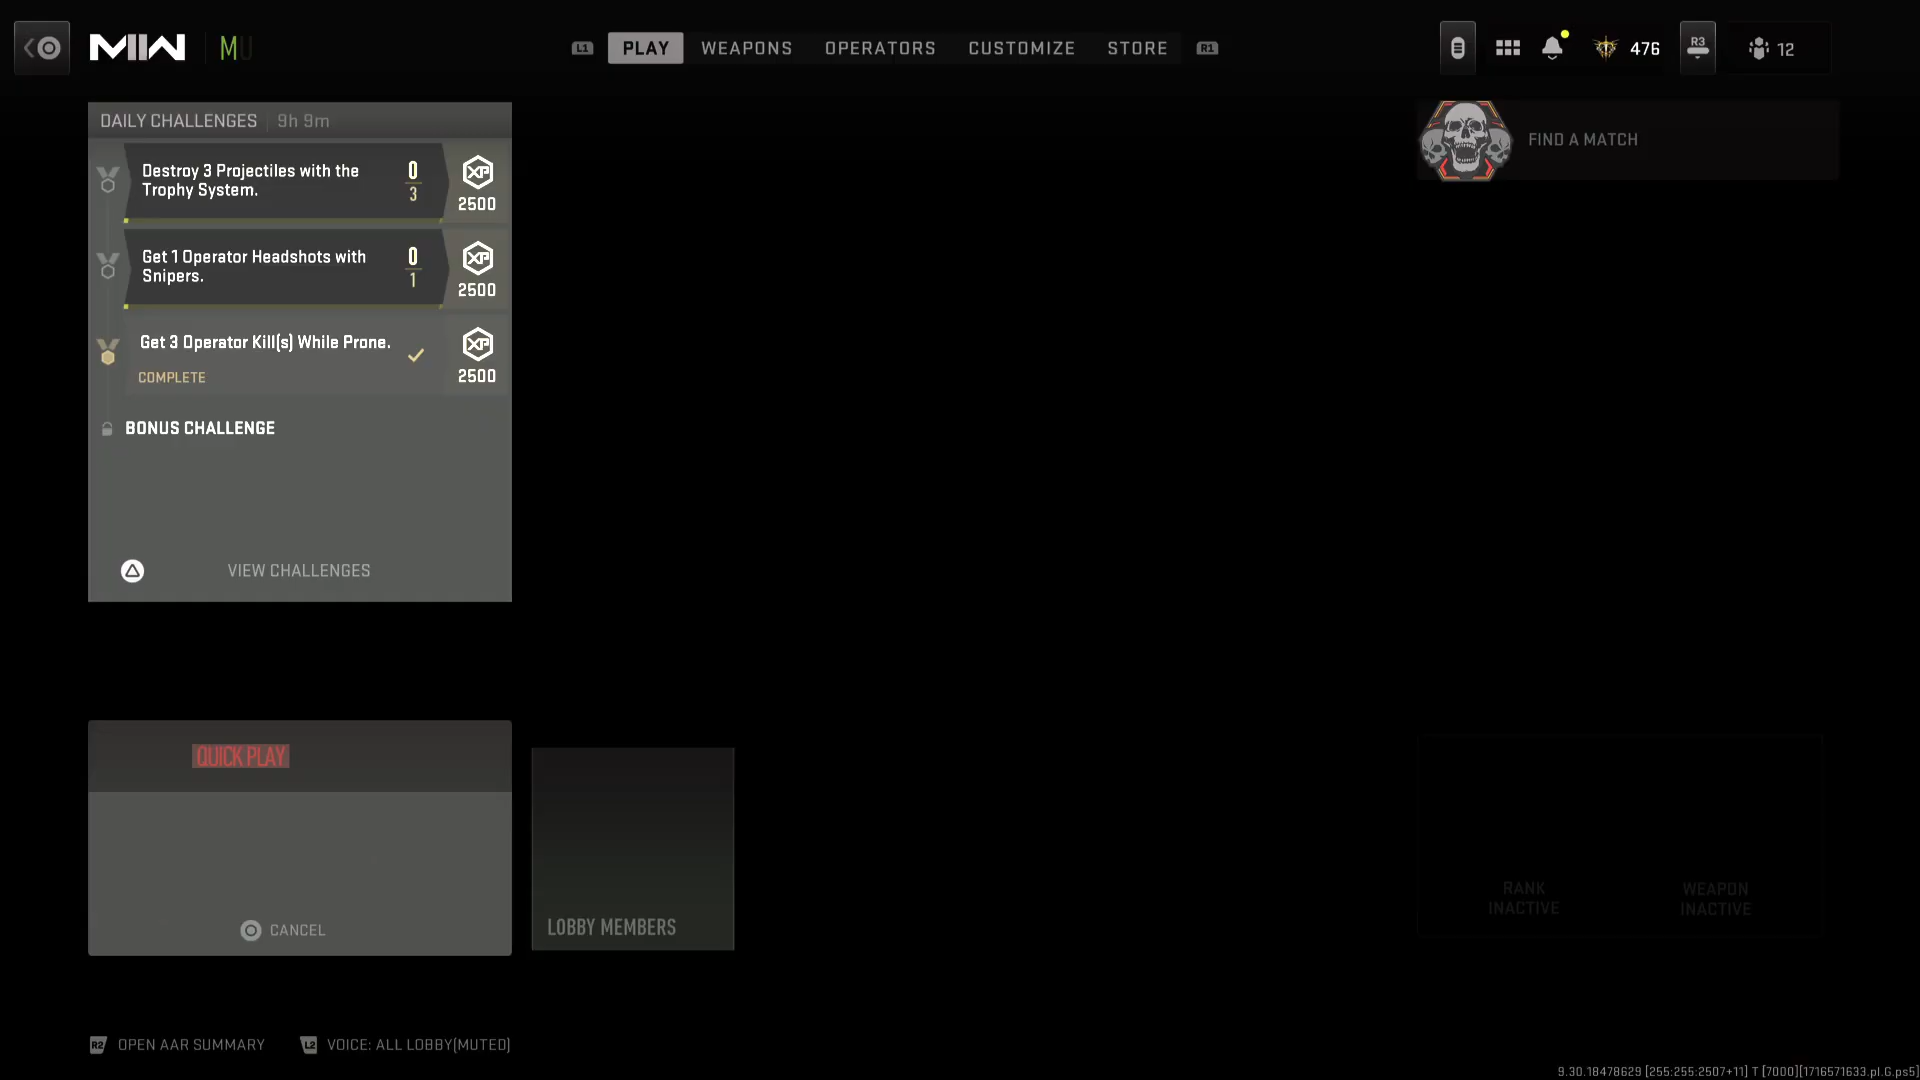 MW MU
L1 PLAY WEAPONS OPERATORS CUSTOMIZE STORE R1
476 R3 12
DAILY CHALLENGES 9h 9m
Destroy 3 Projectiles with the
Trophy System.
0
3
XP
2500
Get 1 Operator Headshots with
Snipers.
0
1
XP
2500
Get 3 Operator Kill(s) While Prone.
COMPLETE
XP
2500
BONUS CHALLENGE
VIEW CHALLENGES
FIND A MATCH
QUICK PLAY
CANCEL
LOBBY MEMBERS
RANK
INACTIVE
WEAPON
INACTIVE
R2 OPEN AAR SUMMARY L2 VOICE: ALL LOBBY(MUTED)
9.30.18478629 [255:255:2507+11] T [7000][1716571633.pl.G.ps5]